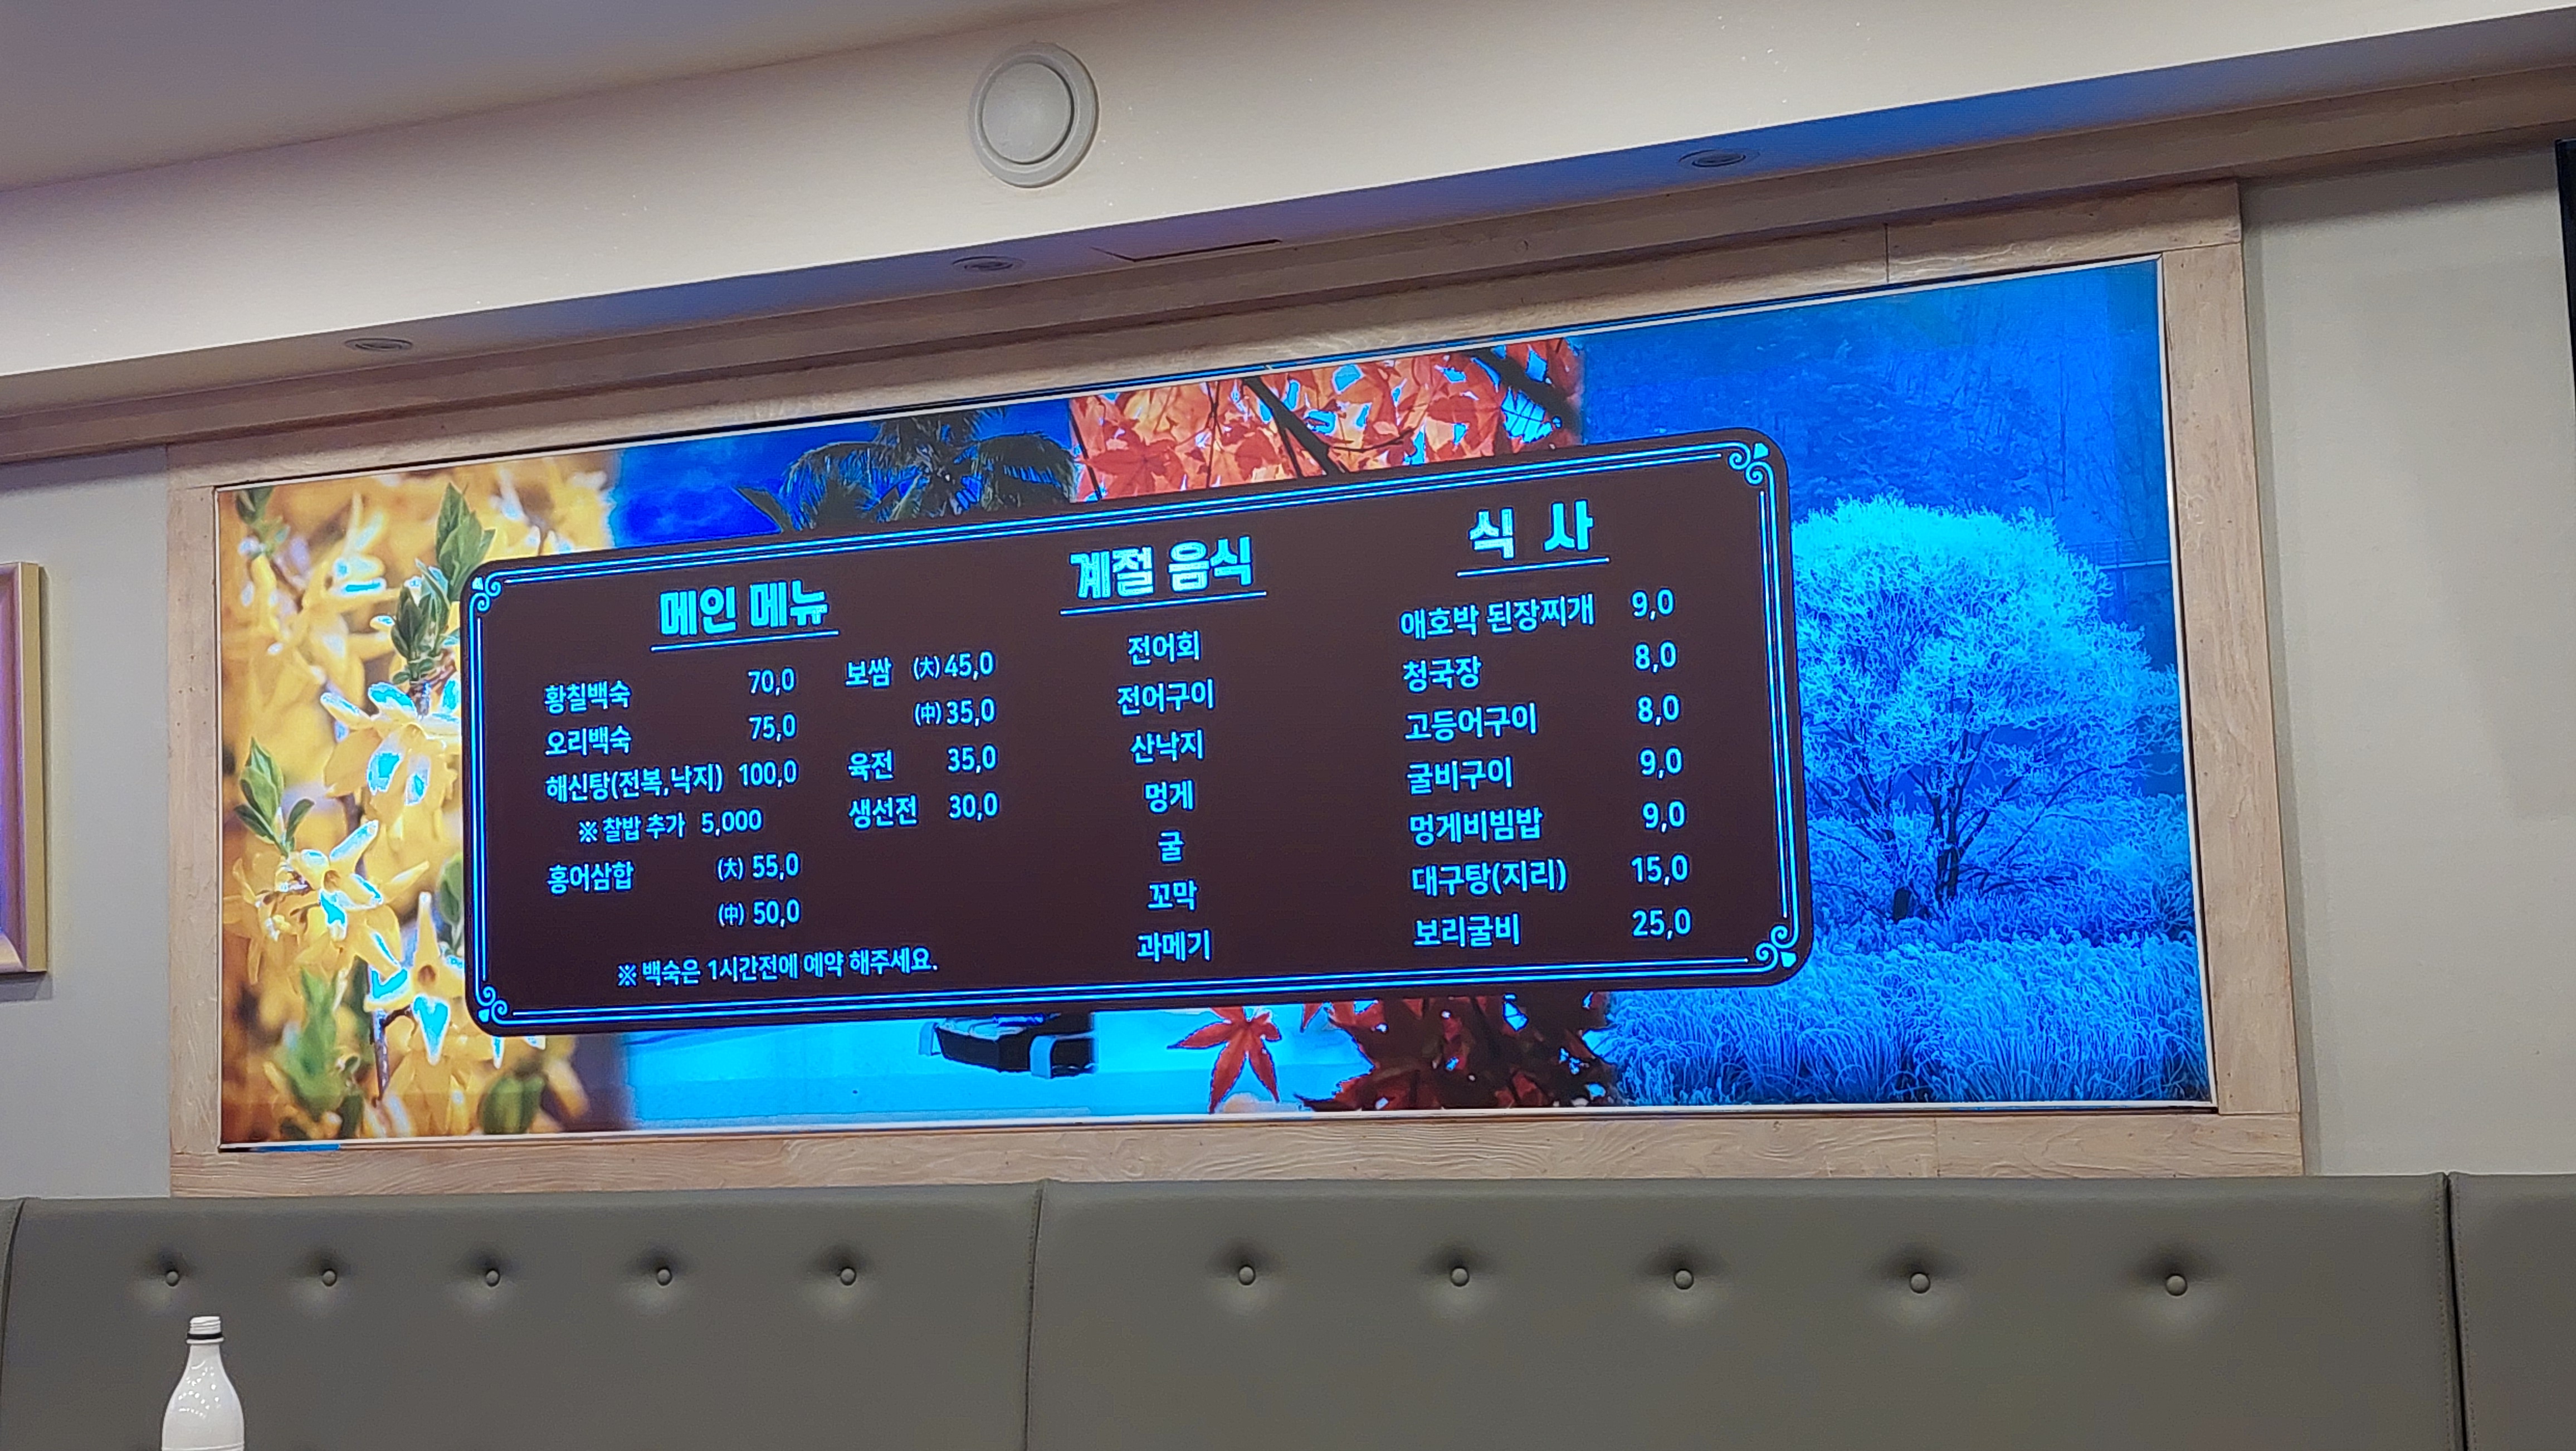 메인 메뉴
황칠백숙 70,0
오리백숙 75,0
해신탕(전복,낙지) 100,0
※ 찰밥 추가 5,000
홍어삼합 (大) 55,0
(中) 50,0
보쌈 (大) 45,0
(中) 35,0
육전 35,0
생선전 30,0
※ 백숙은 1시간전에 예약 해주세요.
계절 음식
전어회
전어구이
산낙지
멍게
굴
꼬막
과메기
식 사
애호박 된장찌개 9,0
청국장 8,0
고등어구이 8,0
굴비구이 9,0
멍게비빔밥 9,0
대구탕(지리) 15,0
보리굴비 25,0